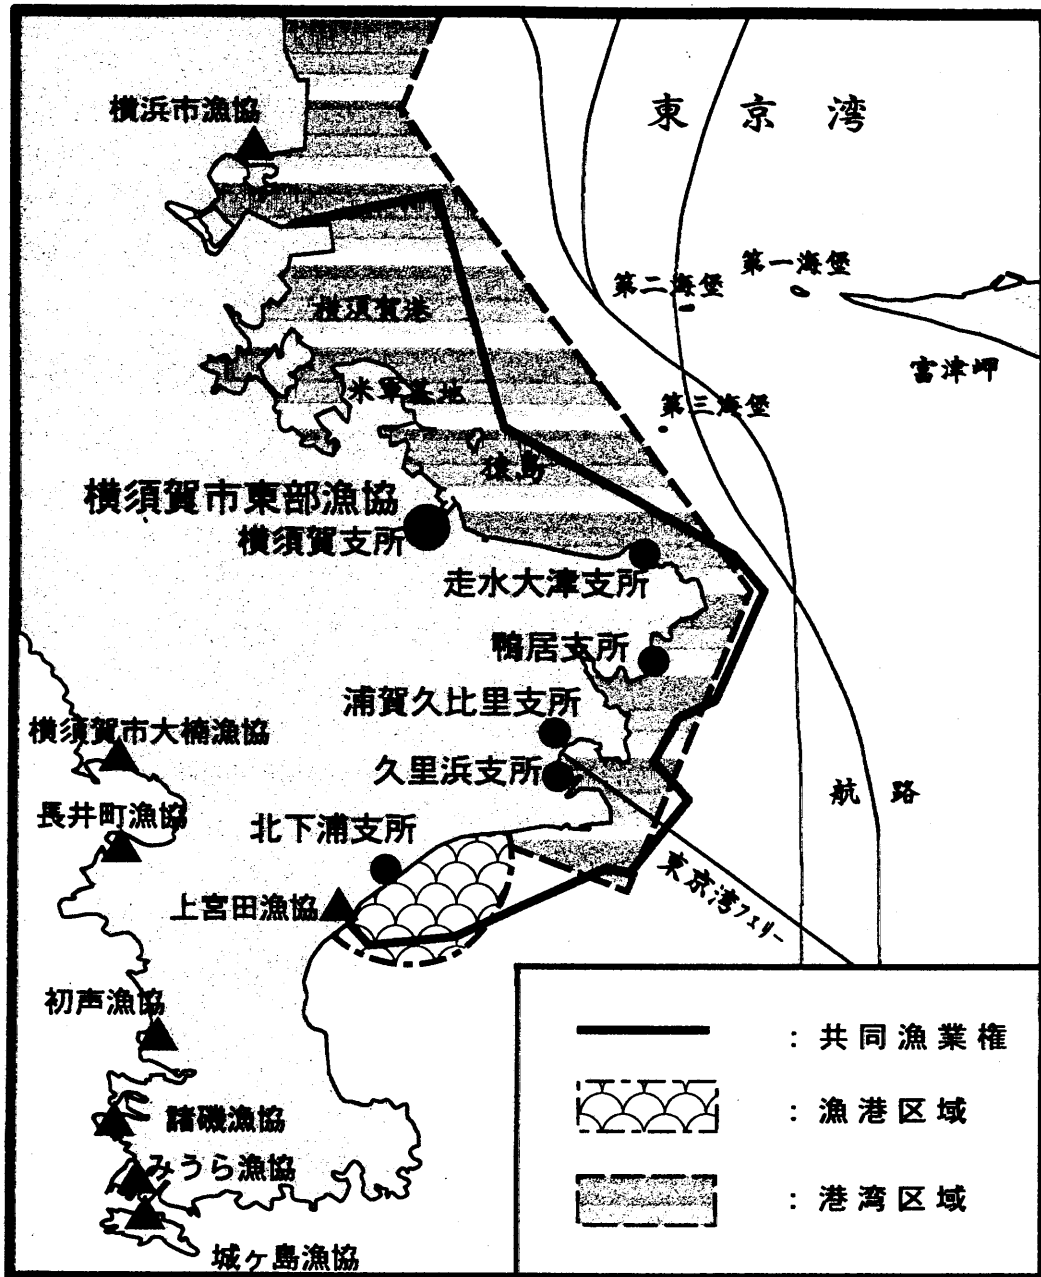 横浜市漁協
東京湾
第一海堡
第二海堡
横須賀港
富津岬
米軍基地
第三海堡
猿島
横須賀市東部漁協
横須賀支所
走水大津支所
鴨居支所
浦賀久比里支所
横須賀市大楠漁協
久里浜支所
航路
長井町漁協
北下浦支所
東京湾フェリー
上宮田漁協
初声漁協
：共同漁業権
：漁港区域
諸磯漁協
みうら漁協
：港湾区域
城ヶ島漁協